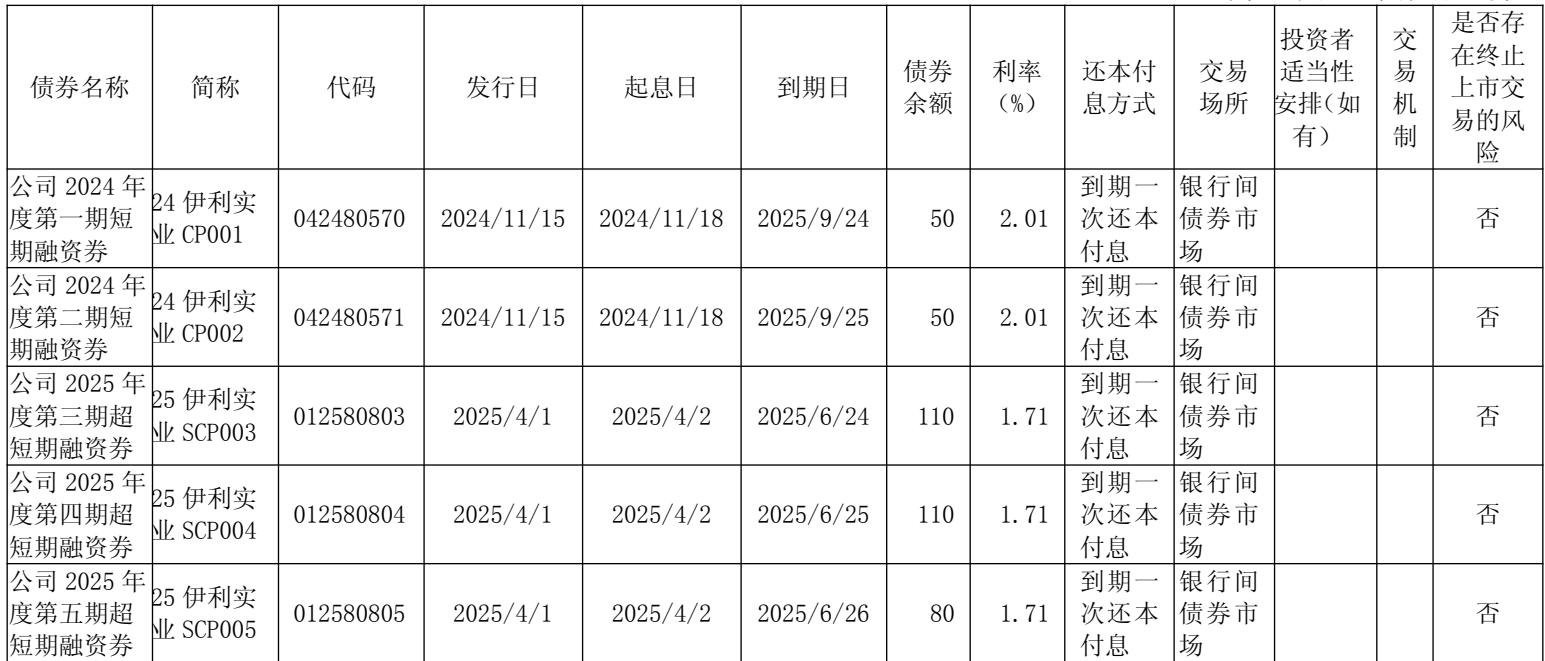 债券名称 简称 代码 发行日 起息日 到期日 债券余额 利率(%) 还本付息方式 交易场所 投资者适当性安排(如有) 交易机制 是否存在终止上市交易的风险
公司 2024 年度第一期短期融资券 24 伊利实业 CP001 042480570 2024/11/15 2024/11/18 2025/9/24 50 2.01 到期一次还本付息 银行间债券市场 否
公司 2024 年度第二期短期融资券 24 伊利实业 CP002 042480571 2024/11/15 2024/11/18 2025/9/25 50 2.01 到期一次还本付息 银行间债券市场 否
公司 2025 年度第三期超短期融资券 25 伊利实业 SCP003 012580803 2025/4/1 2025/4/2 2025/6/24 110 1.71 到期一次还本付息 银行间债券市场 否
公司 2025 年度第四期超短期融资券 25 伊利实业 SCP004 012580804 2025/4/1 2025/4/2 2025/6/25 110 1.71 到期一次还本付息 银行间债券市场 否
公司 2025 年度第五期超短期融资券 25 伊利实业 SCP005 012580805 2025/4/1 2025/4/2 2025/6/26 80 1.71 到期一次还本付息 银行间债券市场 否